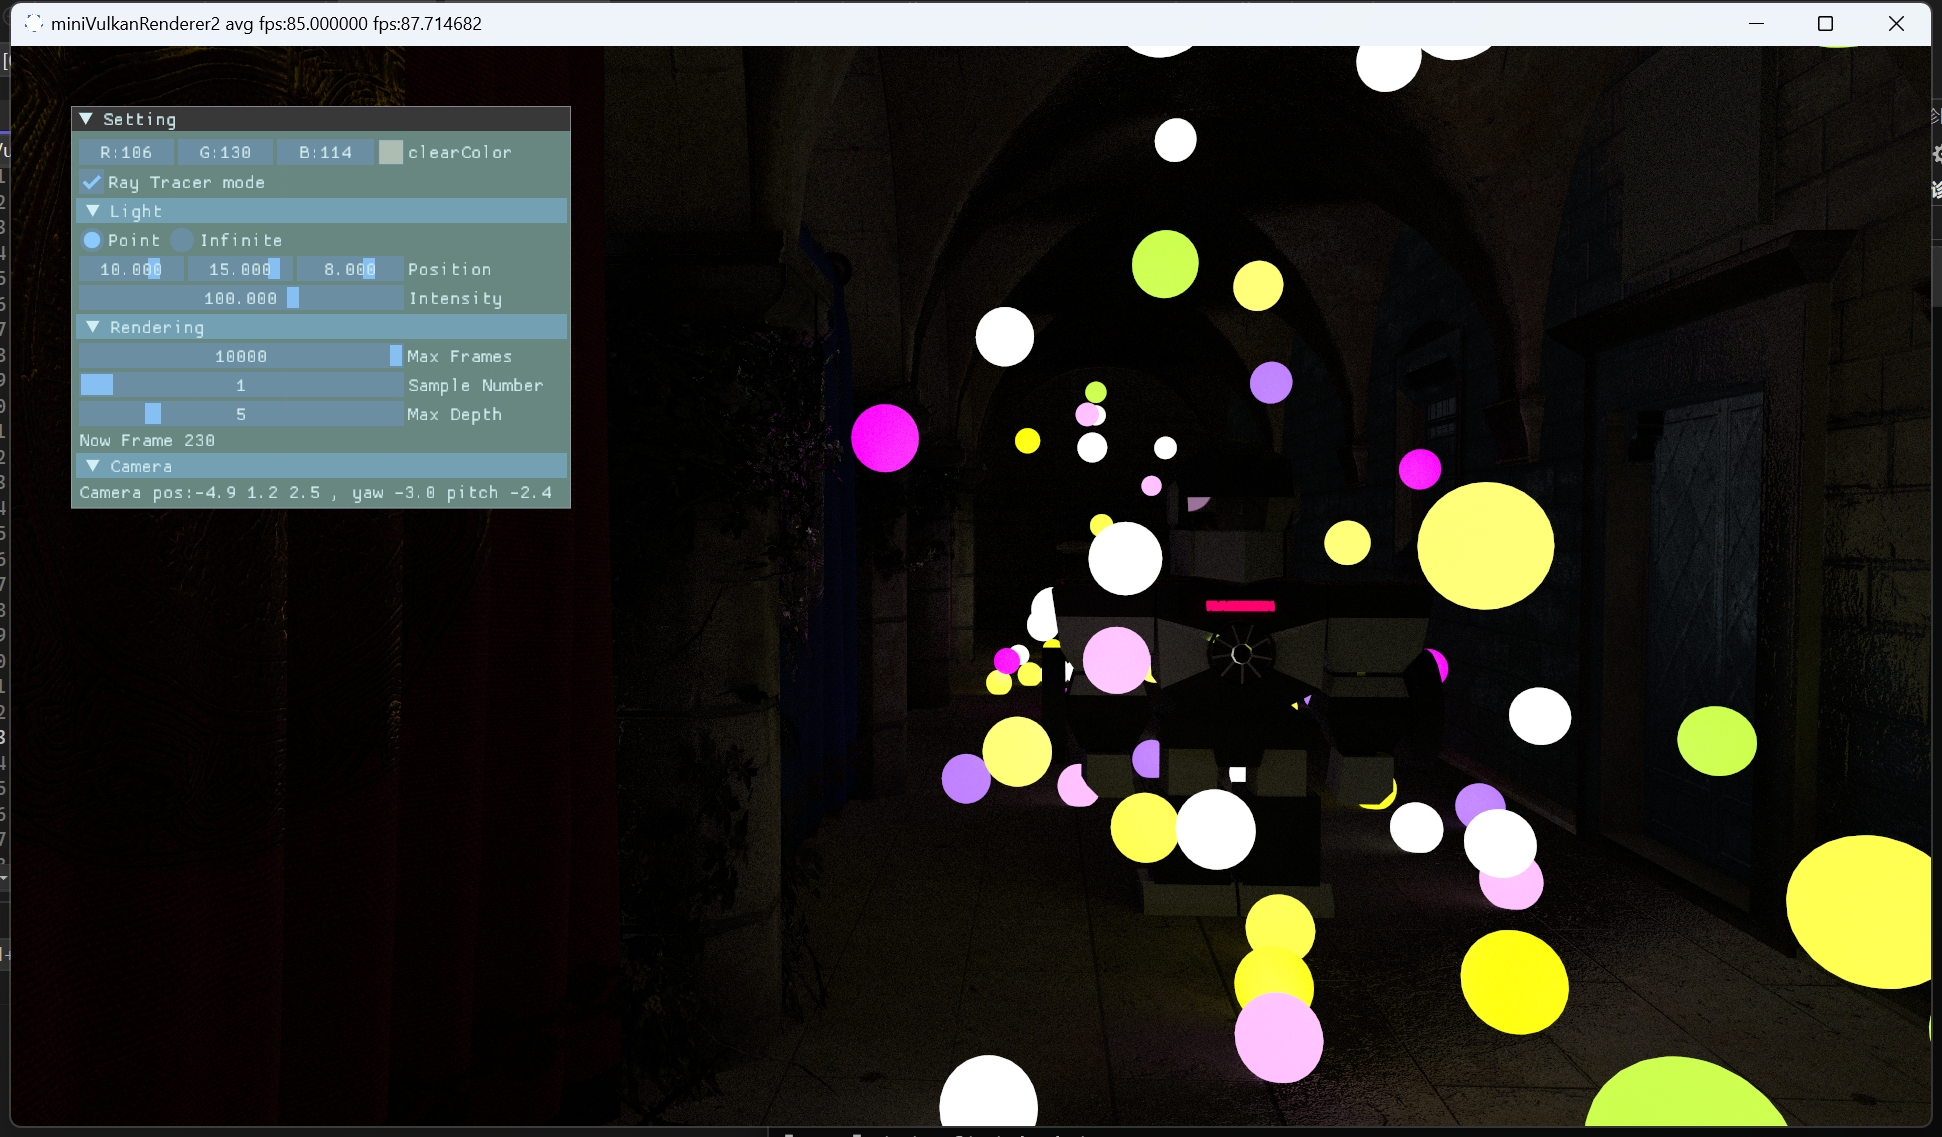 miniVulkanRenderer2 avg fps:85.000000 fps:87.714682
Setting
R:106 G:130 B:114 clearColor
Ray Tracer mode
Light
Point Infinite
10.000 15.000 8.000 Position
100.000 Intensity
Rendering
10000 Max Frames
1 Sample Number
5 Max Depth
Now Frame 230
Camera
Camera pos:-4.9 1.2 2.5 , yaw -3.0 pitch -2.4